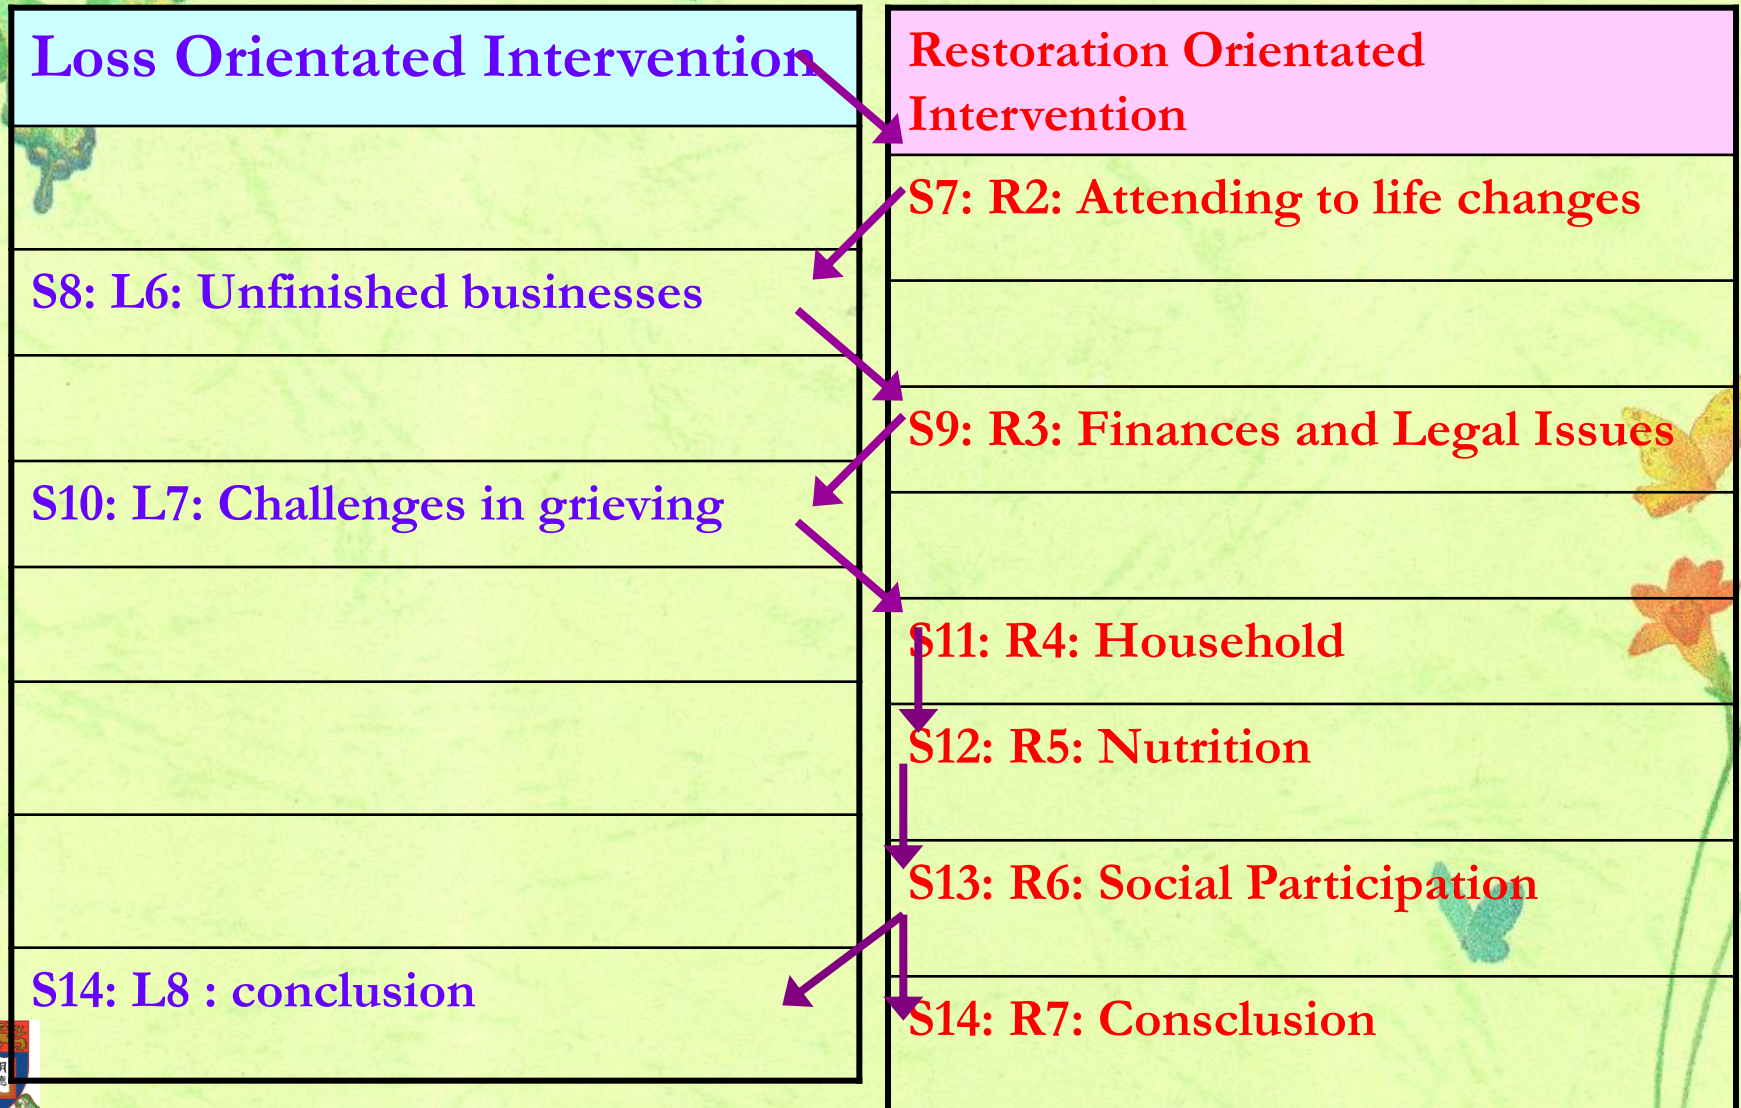 Loss Orientated Intervention
S8: L6: Unfinished businesses
S10: L7: Challenges in grieving
S14: L8 : conclusion
Restoration Orientated
Intervention
S7: R2: Attending to life changes
S9: R3: Finances and Legal Issues
S11: R4: Household
S12: R5: Nutrition
S13: R6: Social Participation
S14: R7: Consclusion